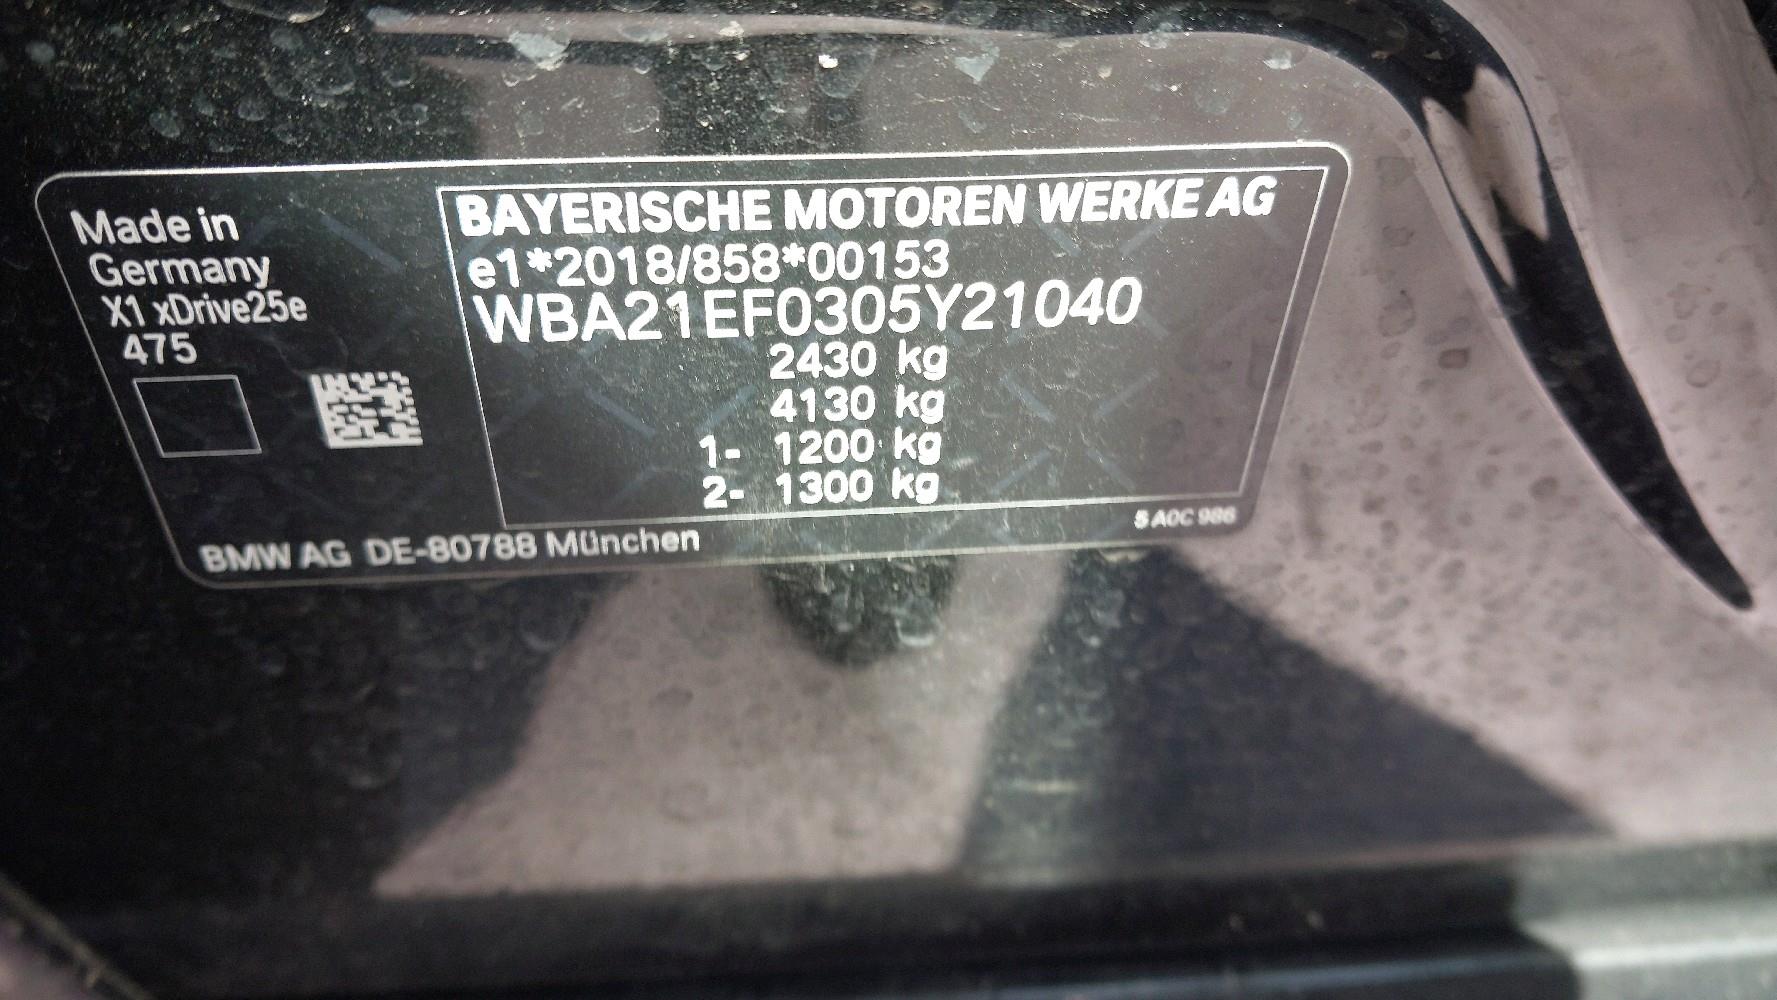 Made in
Germany
X1 xDrive25e
475
BAYERISCHE MOTOREN WERKE AG
e1*2018/858*00153
WBA21EF0305Y21040
2430 kg
4130 kg
1- 1200 kg
2- 1300 kg
BMW AG DE-80788 München
5 A0C 986